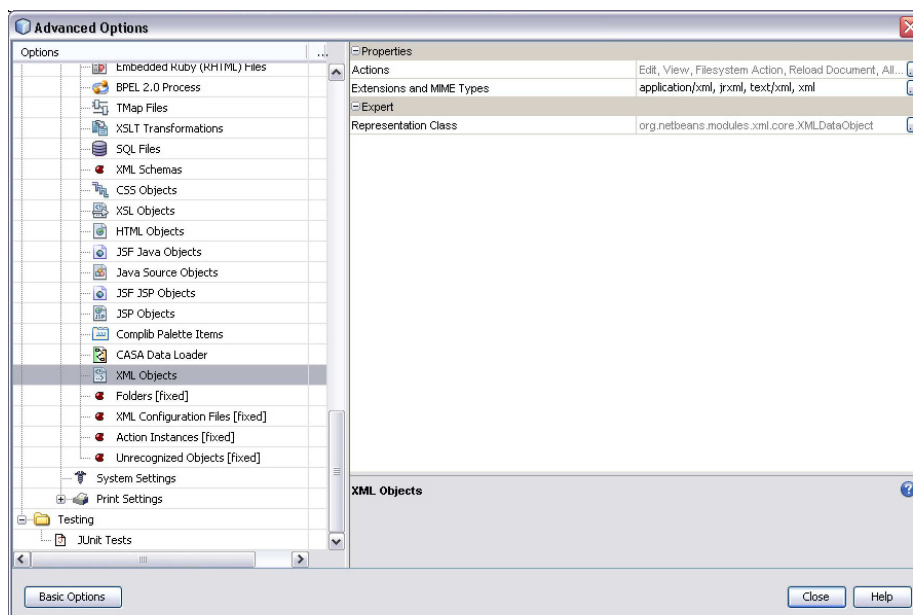 Advanced Options
Options
...
Embedded Ruby (RHTML) Files
BPEL 2.0 Process
TMap Files
XSLT Transformations
SQL Files
XML Schemas
CSS Objects
XSL Objects
HTML Objects
JSF Java Objects
Java Source Objects
JSF JSP Objects
JSP Objects
Complib Palette Items
CASA Data Loader
XML Objects
Folders [fixed]
XML Configuration Files [fixed]
Action Instances [fixed]
Unrecognized Objects [fixed]
System Settings
Print Settings
Testing
JUnit Tests
Properties
Actions Edit, View, Filesystem Action, Reload Document, All...
Extensions and MIME Types application/xml, jrxml, text/xml, xml
Expert
Representation Class org.netbeans.modules.xml.core.XMLDataObject
XML Objects
Basic Options
Close
Help